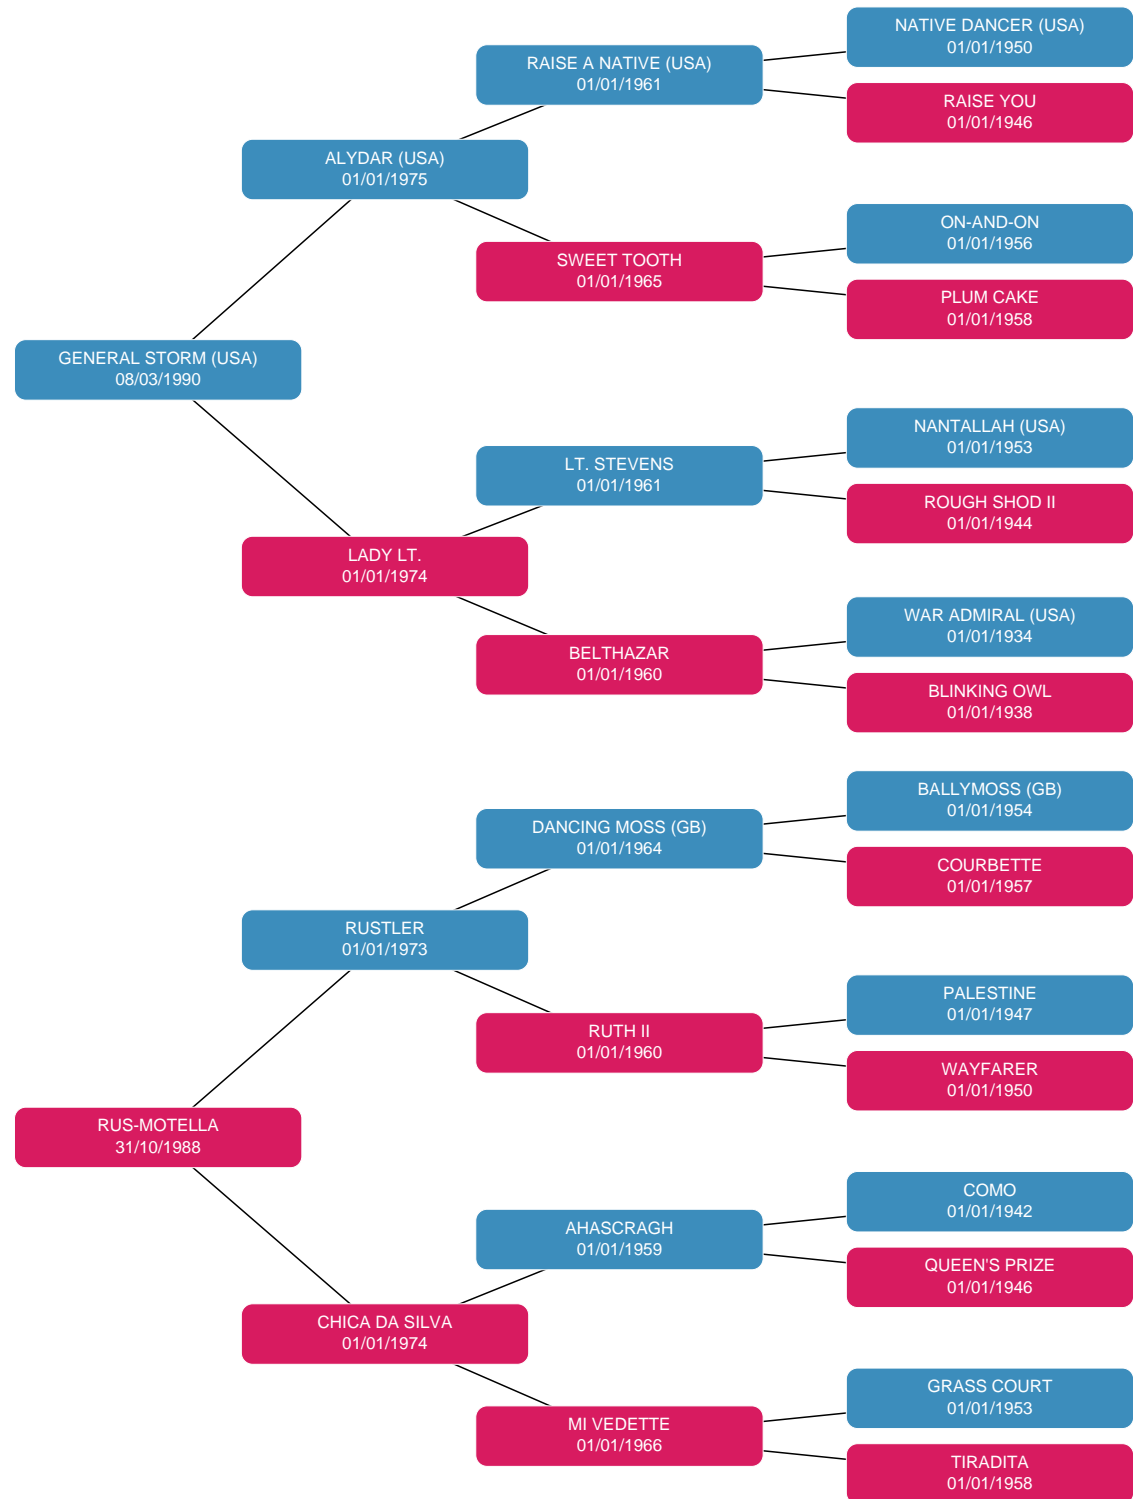 NATIVE DANCER (USA)
01/01/1950
RAISE A NATIVE (USA)
01/01/1961
RAISE YOU
01/01/1946
ALYDAR (USA)
01/01/1975
ON-AND-ON
01/01/1956
SWEET TOOTH
01/01/1965
PLUM CAKE
01/01/1958
GENERAL STORM (USA)
08/03/1990
NANTALLAH (USA)
01/01/1953
LT. STEVENS
01/01/1961
ROUGH SHOD II
01/01/1944
LADY LT.
01/01/1974
WAR ADMIRAL (USA)
01/01/1934
BELTHAZAR
01/01/1960
BLINKING OWL
01/01/1938
BALLYMOSS (GB)
01/01/1954
DANCING MOSS (GB)
01/01/1964
COURBETTE
01/01/1957
RUSTLER
01/01/1973
PALESTINE
01/01/1947
RUTH II
01/01/1960
WAYFARER
01/01/1950
RUS-MOTELLA
31/10/1988
COMO
01/01/1942
AHASCRAGH
01/01/1959
QUEEN'S PRIZE
01/01/1946
CHICA DA SILVA
01/01/1974
GRASS COURT
01/01/1953
MI VEDETTE
01/01/1966
TIRADITA
01/01/1958